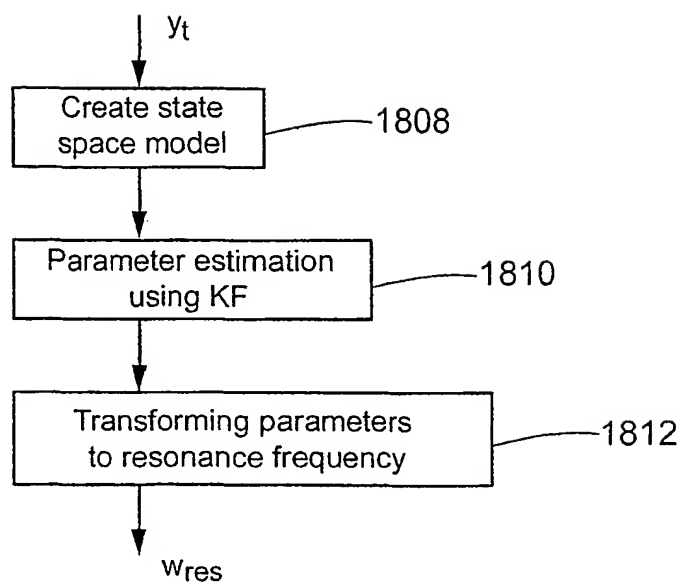 yt
Create state
space model
1808
Parameter estimation
using KF
1810
Transforming parameters
to resonance frequency
1812
wres